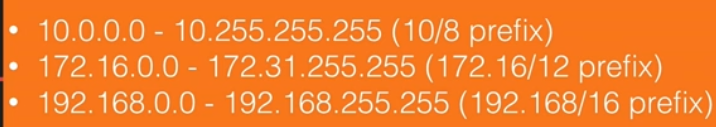 • 10.0.0.0 - 10.255.255.255 (10/8 prefix)
• 172.16.0.0 - 172.31.255.255 (172.16/12 prefix)
• 192.168.0.0 - 192.168.255.255 (192.168/16 prefix)